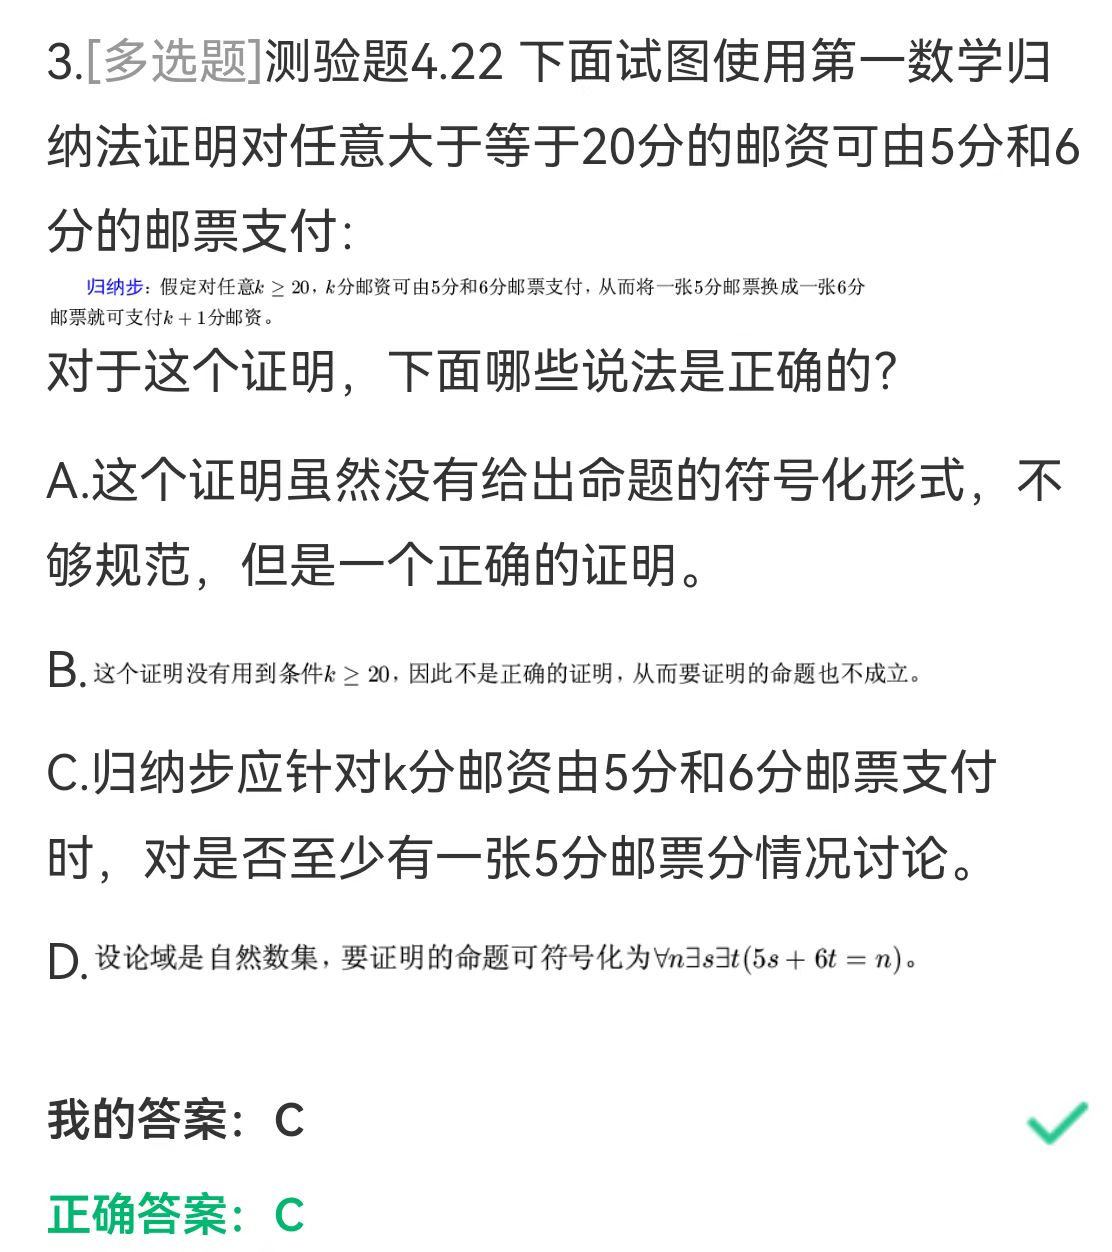 3.[多选题]测验题4.22 下面试图使用第一数学归
纳法证明对任意大于等于20分的邮资可由5分和6
分的邮票支付:
归纳步：假定对任意k ≥ 20，k分邮资可由5分和6分邮票支付，从而将一张5分邮票换成一张6分
邮票就可支付k + 1分邮资。
对于这个证明，下面哪些说法是正确的?
A.这个证明虽然没有给出命题的符号化形式，不
够规范，但是一个正确的证明。
B.这个证明没有用到条件k ≥ 20，因此不是正确的证明，从而要证明的命题也不成立。
C.归纳步应针对k分邮资由5分和6分邮票支付
时，对是否至少有一张5分邮票分情况讨论。
D.设论域是自然数集，要证明的命题可符号化为∀n∃s∃t(5s + 6t = n)。
我的答案：C
正确答案：C